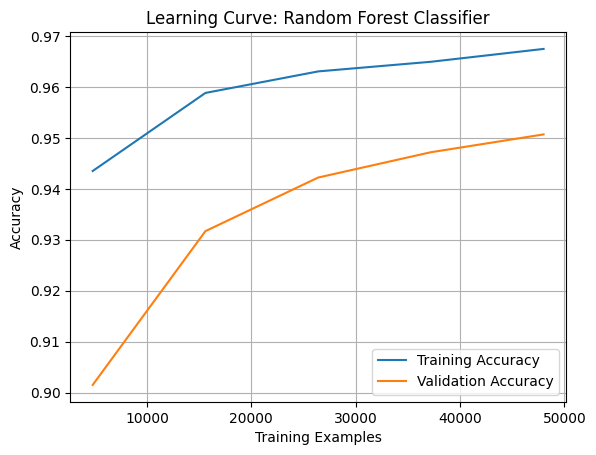 Learning Curve: Random Forest Classifier
0.97
0.96
0.95
0.94
0.93
0.92
0.91
0.90
Accuracy
Training Accuracy
Validation Accuracy
10000 20000 30000 40000 50000
Training Examples